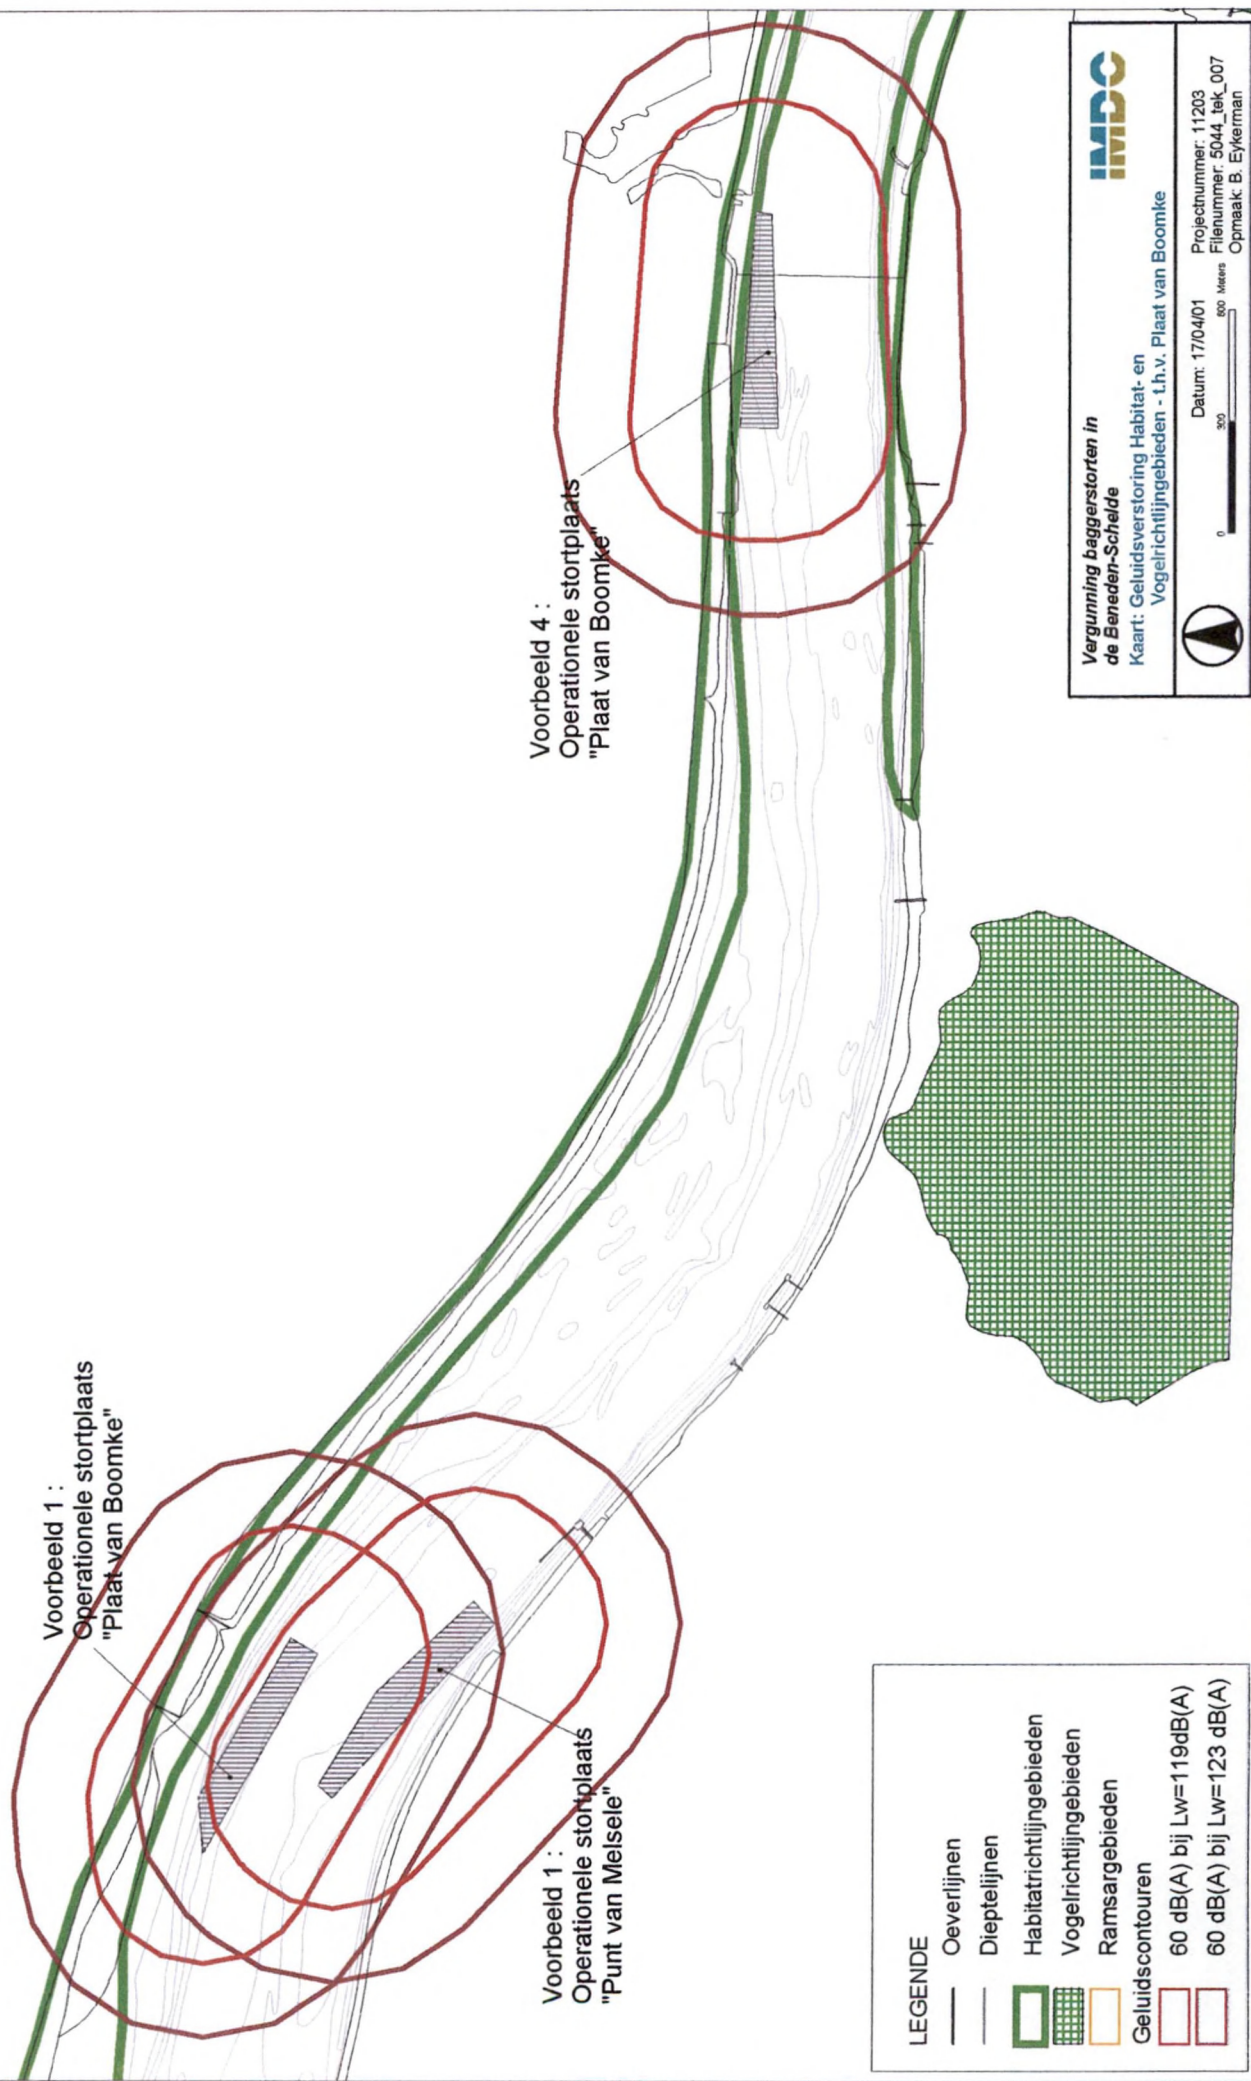 Voorbeeld 1 :
Operationele stortplaats
"Plaat van Boomke"
Voorbeeld 1 :
Operationele stortplaats
"Punt van Melsele"
Voorbeeld 4 :
Operationele stortplaats
"Plaat van Boomke"
LEGENDE
Oeverlijnen
Dieptelijnen
Habitatrichtlijngebieden
Vogelrichtlijngebieden
Ramsargebieden
Geluidscontouren
60 dB(A) bij Lw=119dB(A)
60 dB(A) bij Lw=123 dB(A)
Vergunning baggerstorten in
de Beneden-Schelde
IMDC
Kaart: Geluidsverstoring Habitat- en
Vogelrichtlijngebieden - t.h.v. Plaat van Boomke
Datum: 17/04/01
0 300 600 Meters
Projectnummer: 11203
Filenummer: 5044_tek_007
Opmaak: B. Eykerman